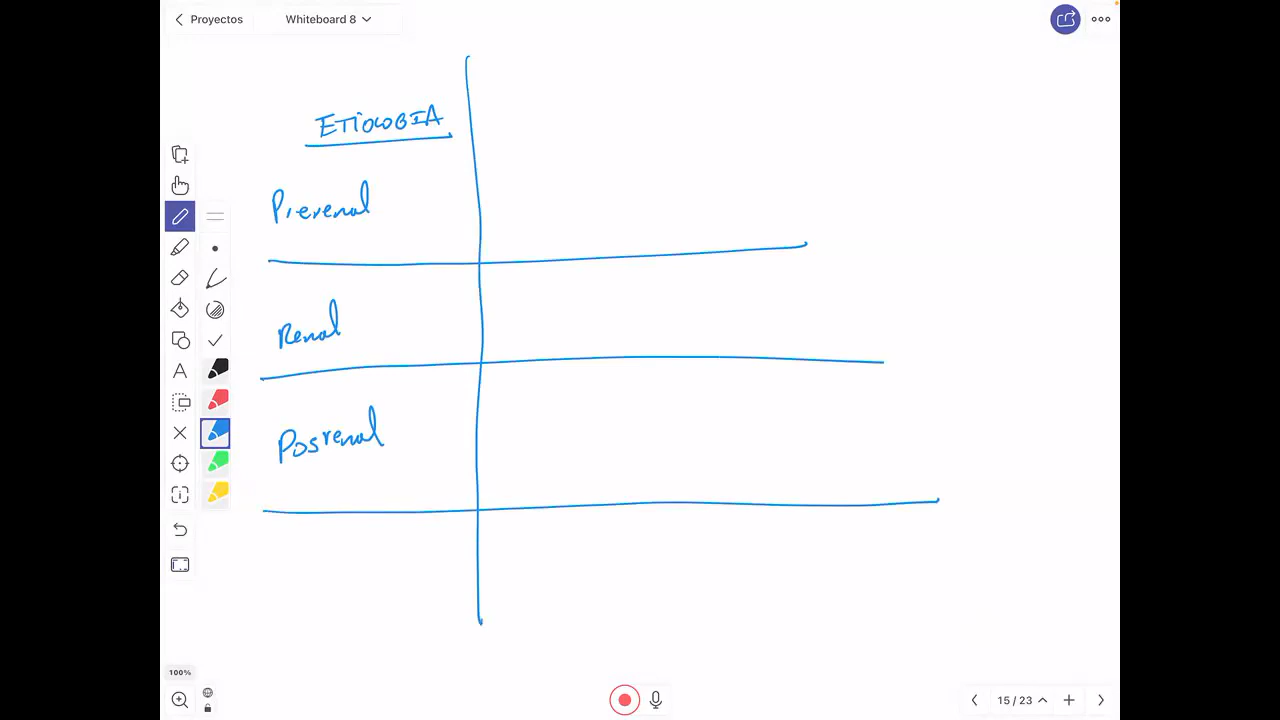 Proyectos
Whiteboard 8
ETIOLOGIA
Prerenal
Renal
Posrenal
A
100%
15 / 23